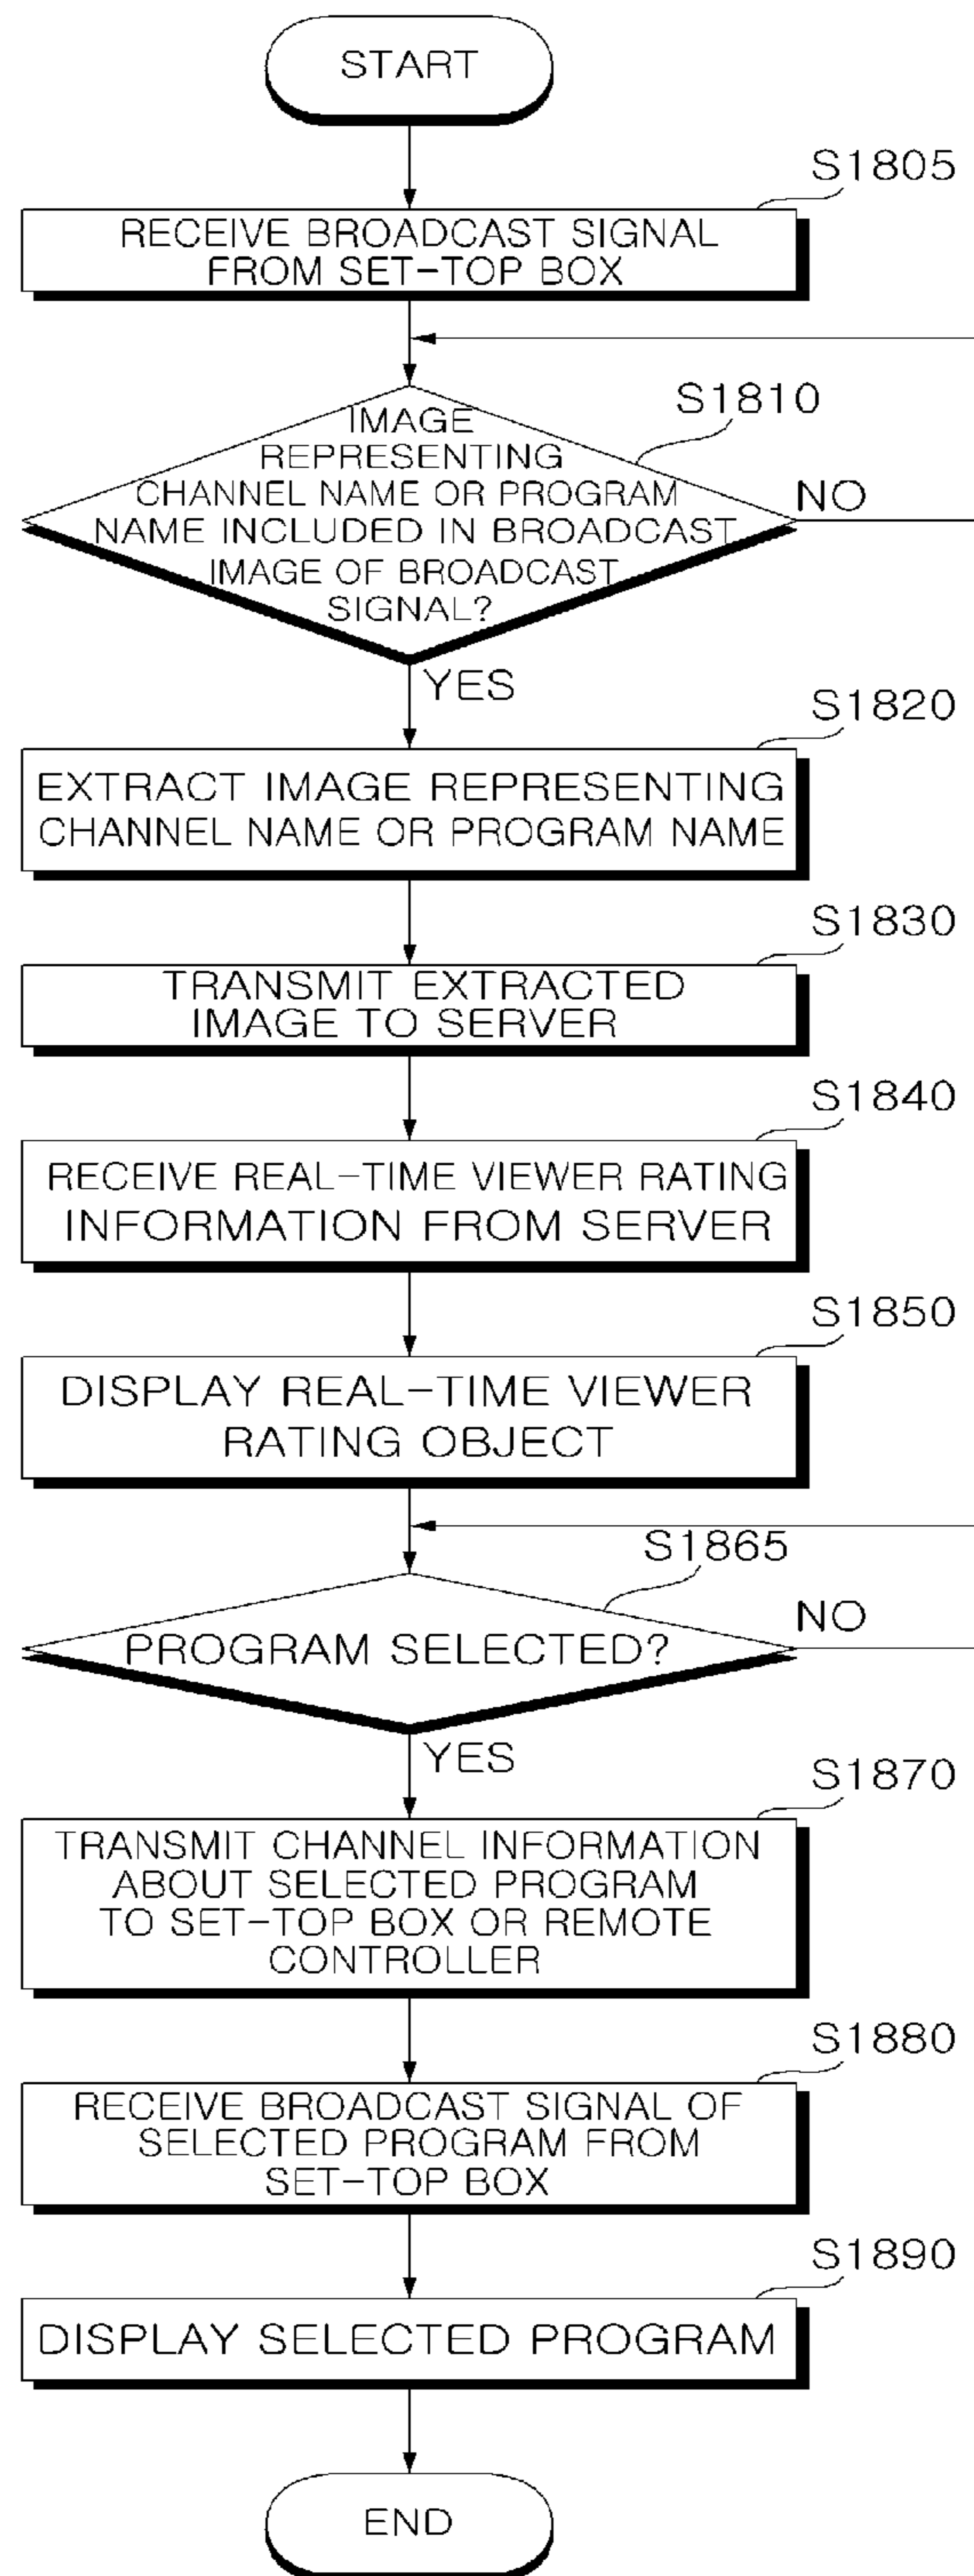 START
S1805
RECEIVE BROADCAST SIGNAL
FROM SET-TOP BOX
S1810
IMAGE
REPRESENTING
CHANNEL NAME OR PROGRAM
NAME INCLUDED IN BROADCAST
IMAGE OF BROADCAST
SIGNAL?
NO
YES
S1820
EXTRACT IMAGE REPRESENTING
CHANNEL NAME OR PROGRAM NAME
S1830
TRANSMIT EXTRACTED
IMAGE TO SERVER
S1840
RECEIVE REAL-TIME VIEWER RATING
INFORMATION FROM SERVER
S1850
DISPLAY REAL-TIME VIEWER
RATING OBJECT
S1865
PROGRAM SELECTED?
NO
YES
S1870
TRANSMIT CHANNEL INFORMATION
ABOUT SELECTED PROGRAM
TO SET-TOP BOX OR REMOTE
CONTROLLER
S1880
RECEIVE BROADCAST SIGNAL OF
SELECTED PROGRAM FROM
SET-TOP BOX
S1890
DISPLAY SELECTED PROGRAM
END